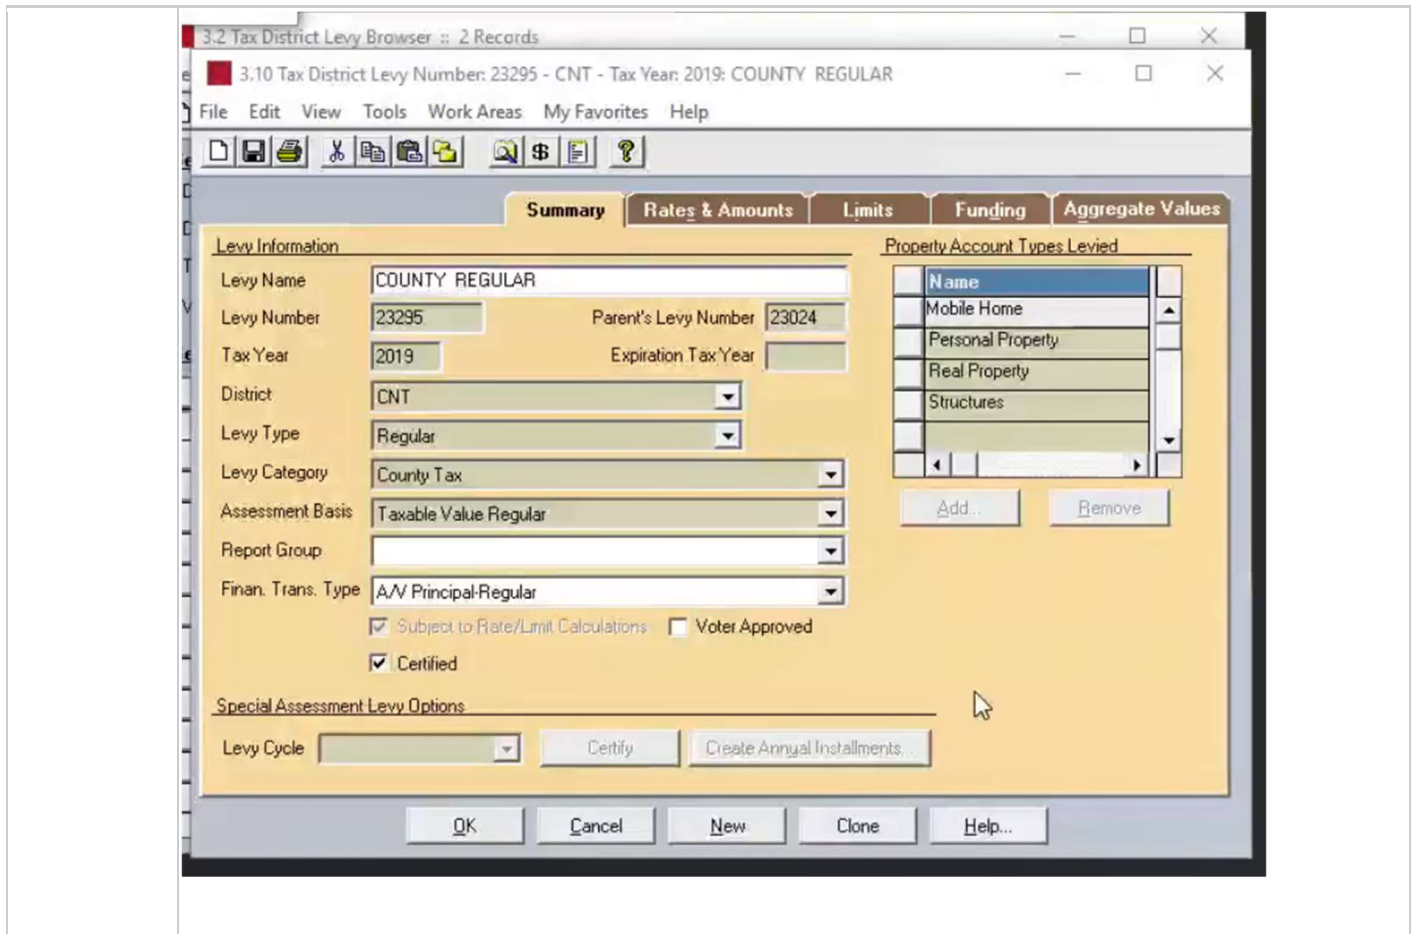 3.2 Tax District Levy Browser :: 2 Records
3.10 Tax District Levy Number: 23295 - CNT - Tax Year: 2019: COUNTY  REGULAR
File Edit View Tools Work Areas My Favorites Help
Summary Rates & Amounts Limits Funding Aggregate Values
Levy Information
Levy Name COUNTY  REGULAR
Levy Number 23295 Parent's Levy Number 23024
Tax Year 2019 Expiration Tax Year
District CNT
Levy Type Regular
Levy Category County Tax
Assessment Basis Taxable Value Regular
Report Group
Finan. Trans. Type A/V Principal-Regular
Subject to Rate/Limit Calculations Voter Approved
Certified
Property Account Types Levied
Name
Mobile Home
Personal Property
Real Property
Structures
Add... Remove
Special Assessment Levy Options
Levy Cycle Certify Create Annual Installments...
OK Cancel New Clone Help...